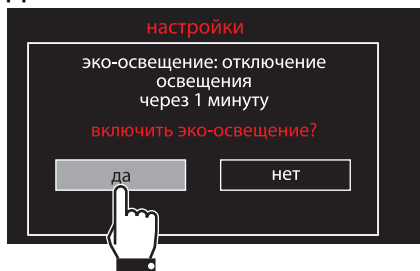 настройки
эко-освещение: отключение
освещения
через 1 минуту
включить эко-освещение?
да
нет